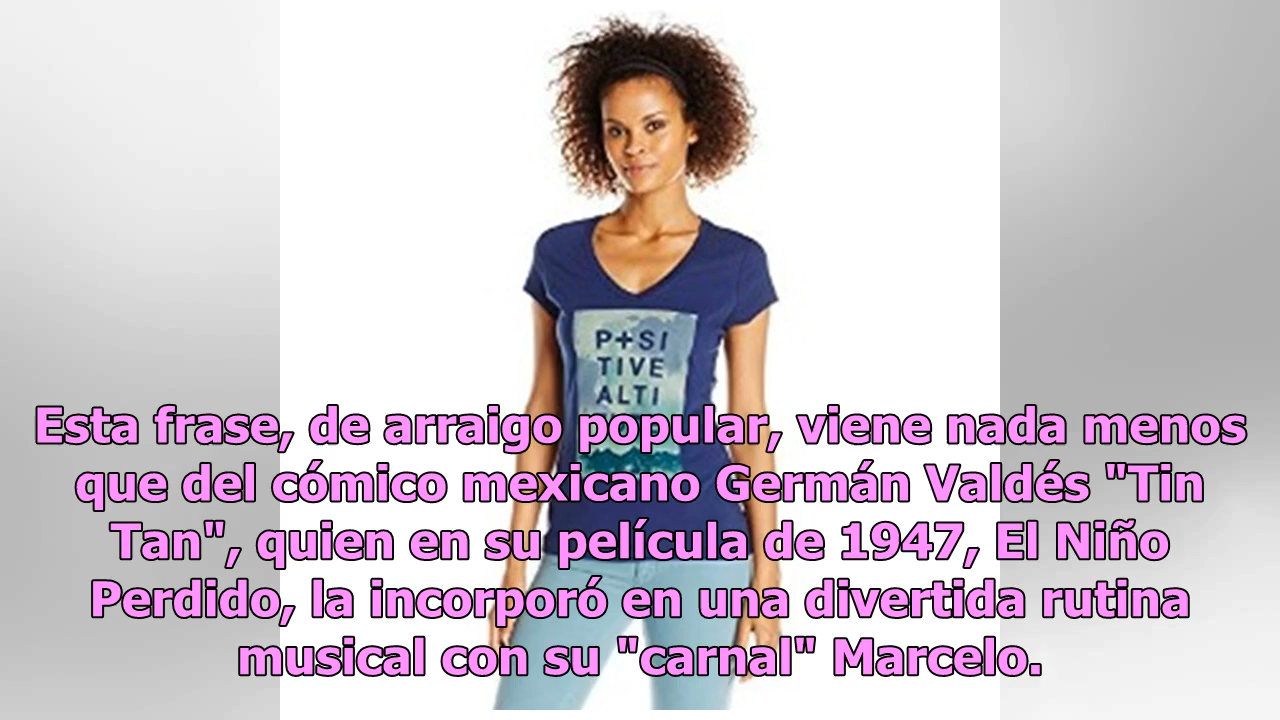 P+SI
TIVE
ALTI
Esta frase, de arraigo popular, viene nada menos
que del cómico mexicano Germán Valdés "Tin
Tan", quien en su película de 1947, El Niño
Perdido, la incorporó en una divertida rutina
musical con su "carnal" Marcelo.